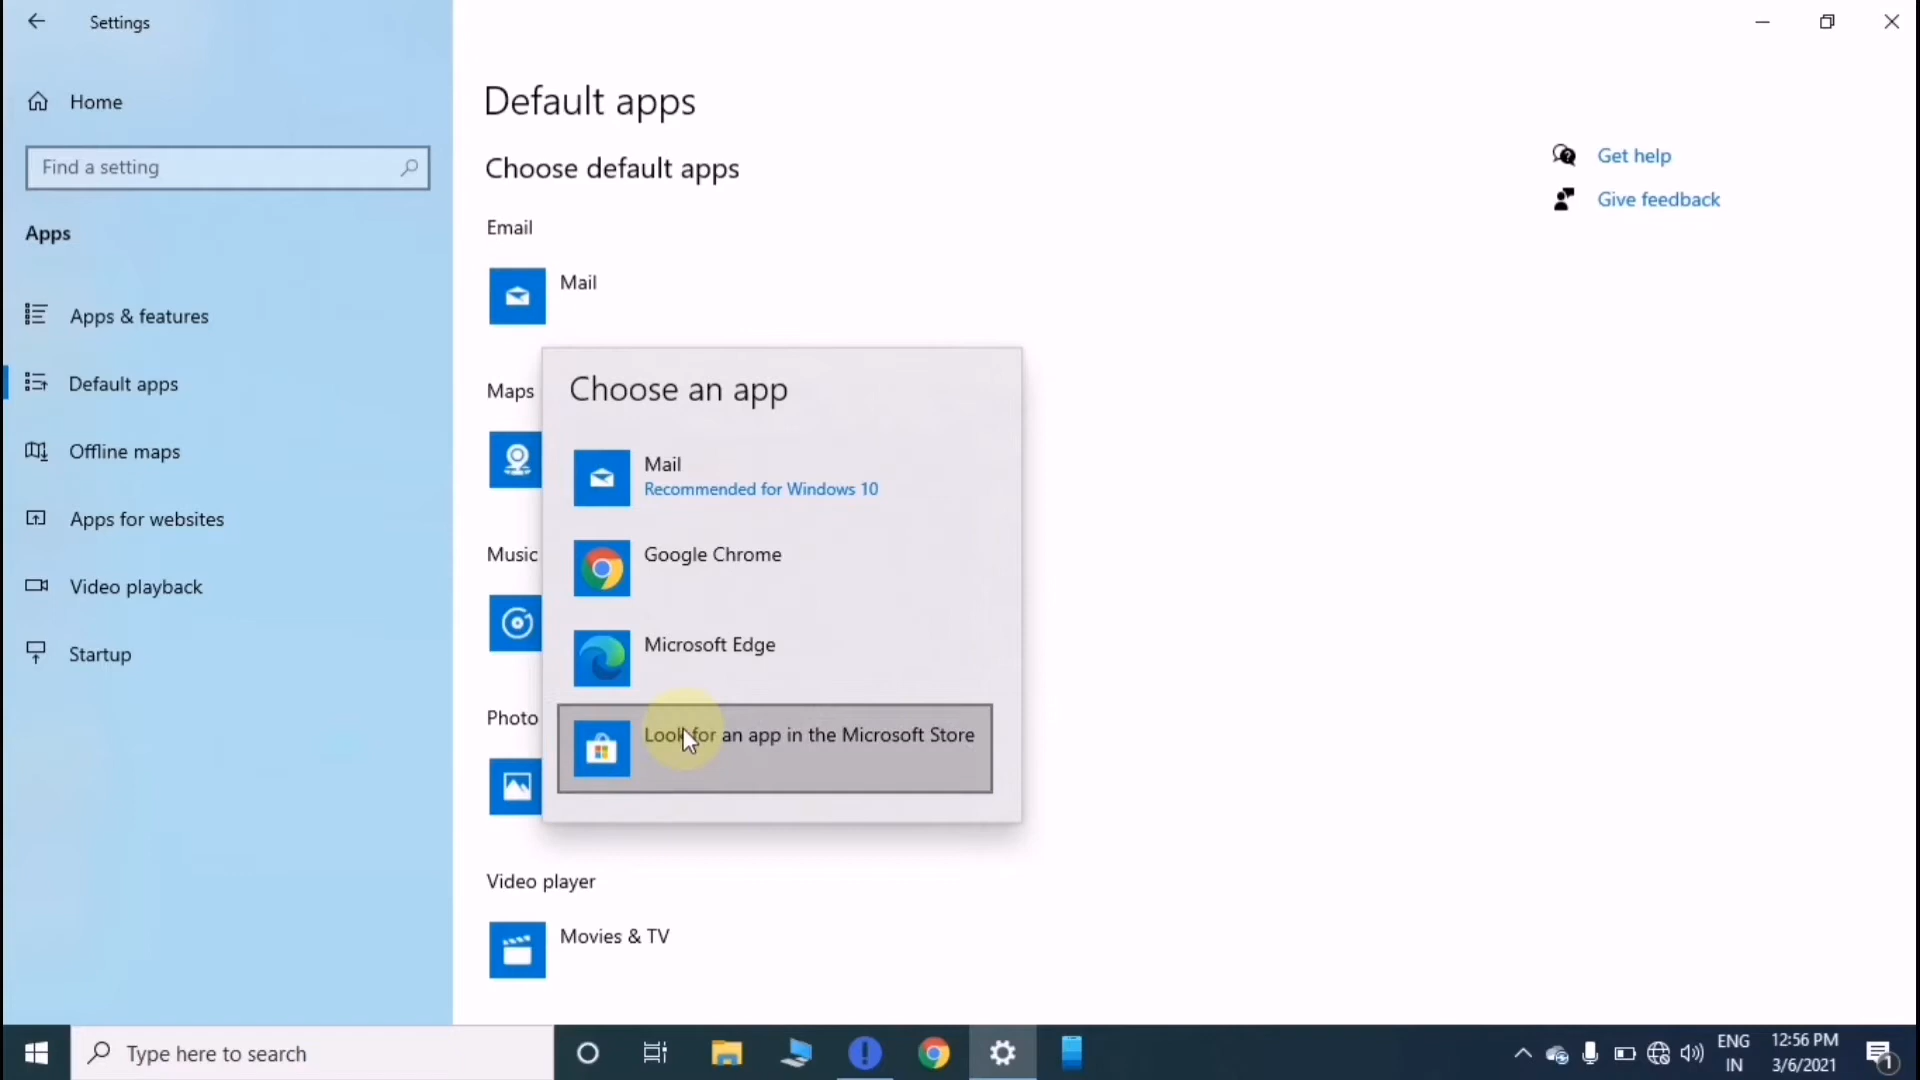 Settings
Home
Find a setting
Apps
Apps & features
Default apps
Offline maps
Apps for websites
Video playback
Startup
Default apps
Choose default apps
Email
Mail
Maps
Music
Photo
Video player
Movies & TV
Choose an app
Mail
Recommended for Windows 10
Google Chrome
Microsoft Edge
Look for an app in the Microsoft Store
Get help
Give feedback
Type here to search
ENG
IN
12:56 PM
3/6/2021
1